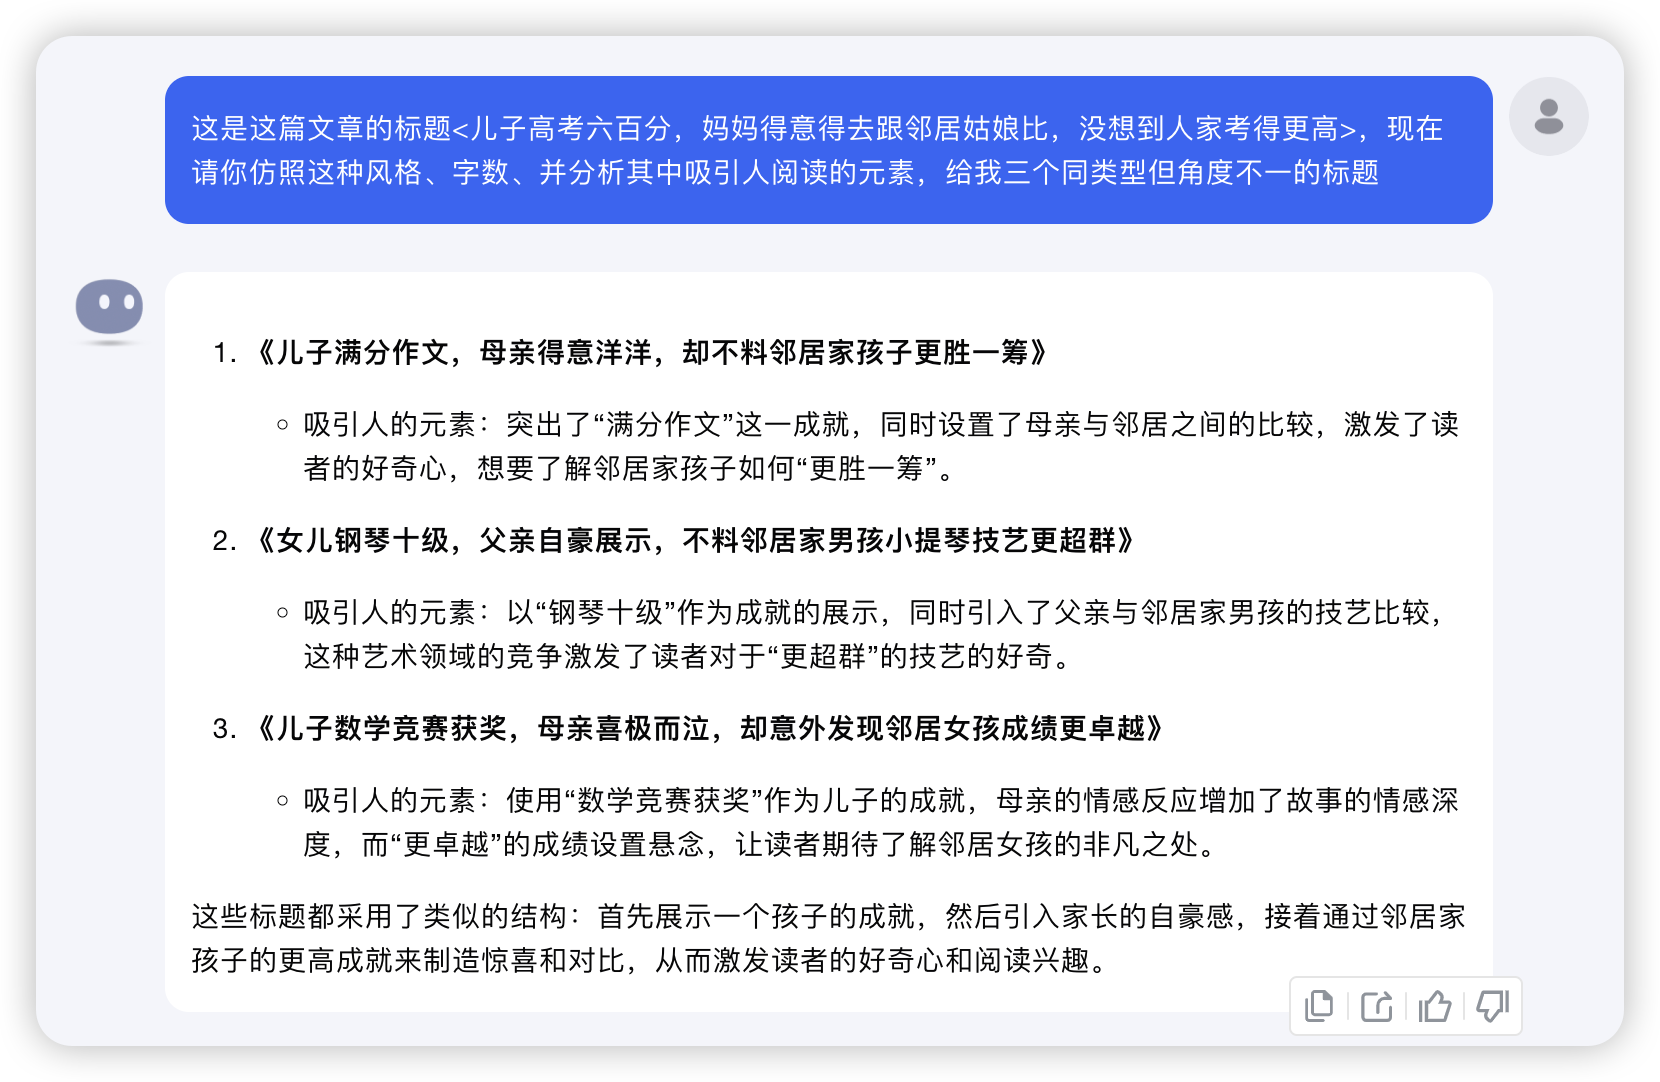 这是这篇文章的标题<儿子高考六百分，妈妈得意得去跟邻居姑娘比，没想到人家考得更高>，现在
请你仿照这种风格、字数、并分析其中吸引人阅读的元素，给我三个同类型但角度不一的标题
1. 《儿子满分作文，母亲得意洋洋，却不料邻居家孩子更胜一筹》
吸引人的元素：突出了“满分作文”这一成就，同时设置了母亲与邻居之间的比较，激发了读
者的好奇心，想要了解邻居家孩子如何“更胜一筹”。
2. 《女儿钢琴十级，父亲自豪展示，不料邻居家男孩小提琴技艺更超群》
吸引人的元素：以“钢琴十级”作为成就的展示，同时引入了父亲与邻居家男孩的技艺比较，
这种艺术领域的竞争激发了读者对于“更超群”的技艺的好奇。
3. 《儿子数学竞赛获奖，母亲喜极而泣，却意外发现邻居女孩成绩更卓越》
吸引人的元素：使用“数学竞赛获奖”作为儿子的成就，母亲的情感反应增加了故事的情感深
度，而“更卓越”的成绩设置悬念，让读者期待了解邻居女孩的非凡之处。
这些标题都采用了类似的结构：首先展示一个孩子的成就，然后引入家长的自豪感，接着通过邻居家
孩子的更高成就来制造惊喜和对比，从而激发读者的好奇心和阅读兴趣。